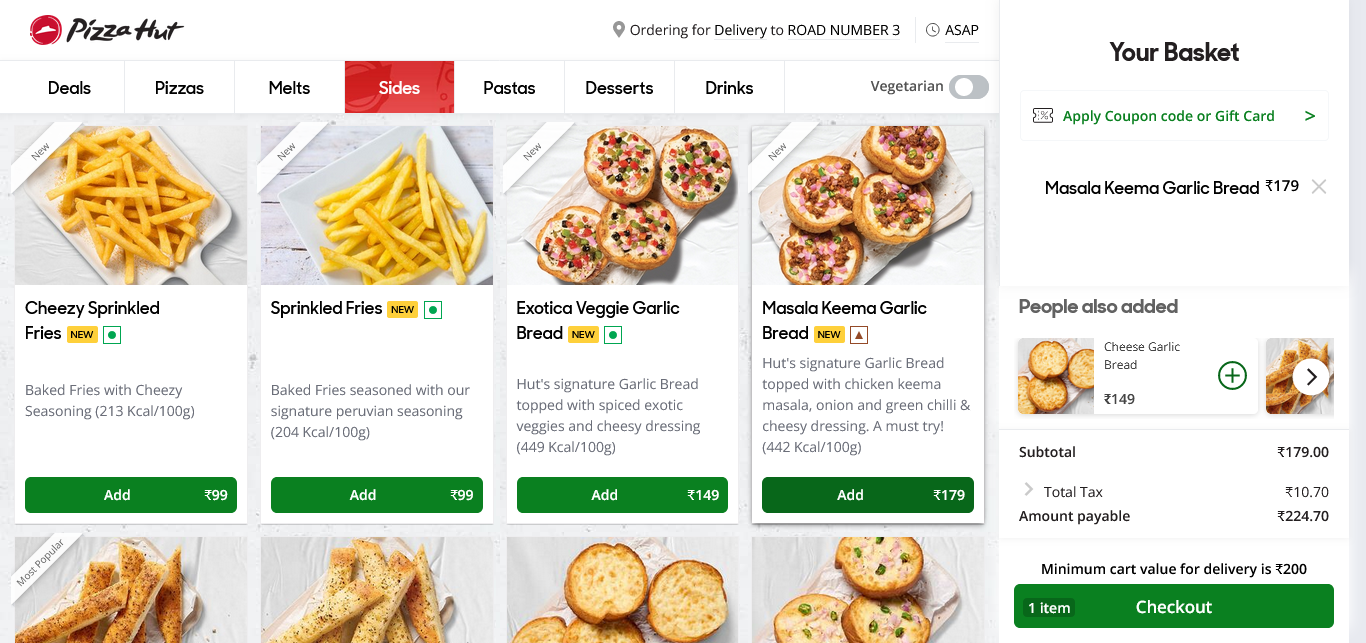 Pizza Hut
Ordering for Delivery to ROAD NUMBER 3
ASAP
Deals
Pizzas
Melts
Sides
Pastas
Desserts
Drinks
Vegetarian
New
Cheezy Sprinkled
Fries NEW
Baked Fries with Cheezy
Seasoning (213 Kcal/100g)
Add ₹99
New
Sprinkled Fries NEW
Baked Fries seasoned with our
signature peruvian seasoning
(204 Kcal/100g)
Add ₹99
New
Exotica Veggie Garlic
Bread NEW
Hut's signature Garlic Bread
topped with spiced exotic
veggies and cheesy dressing
(449 Kcal/100g)
Add ₹149
New
Masala Keema Garlic
Bread NEW
Hut's signature Garlic Bread
topped with chicken keema
masala, onion and green chilli &
cheesy dressing. A must try!
(442 Kcal/100g)
Add ₹179
Most Popular
Your Basket
Apply Coupon code or Gift Card >
Masala Keema Garlic Bread ₹179
People also added
Cheese Garlic
Bread
₹149
Subtotal ₹179.00
Total Tax ₹10.70
Amount payable ₹224.70
Minimum cart value for delivery is ₹200
1 item Checkout